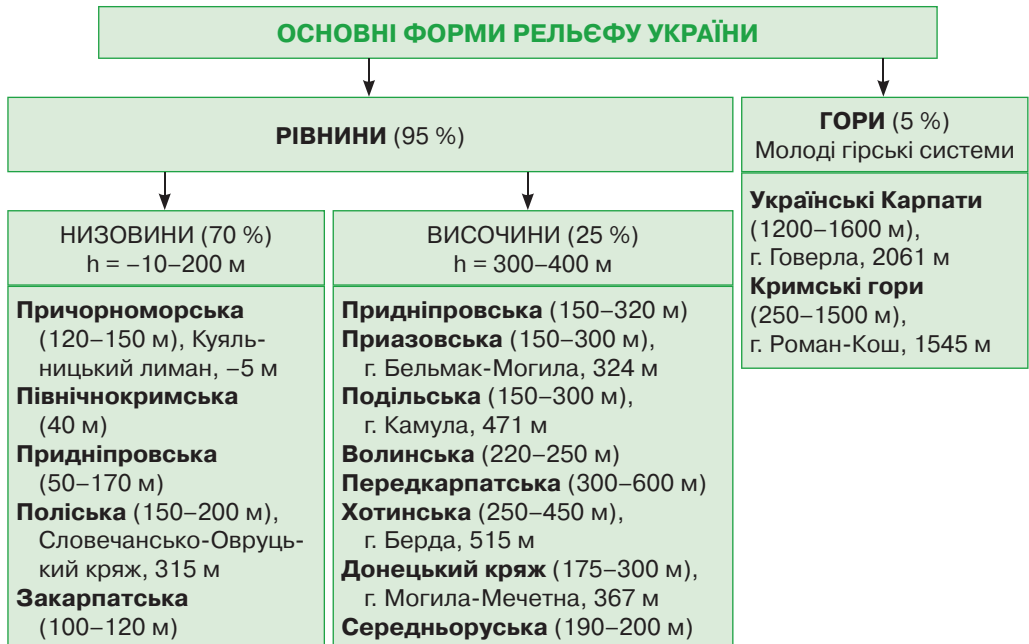 ОСНОВНІ ФОРМИ РЕЛЬЄФУ УКРАЇНИ
РІВНИНИ (95 %)
ГОРИ (5 %)
Молоді гірські системи
Українські Карпати
(1200–1600 м),
г. Говерла, 2061 м
Кримські гори
(250–1500 м),
г. Роман-Кош, 1545 м
НИЗОВИНИ (70 %)
h = –10–200 м
Причорноморська
(120–150 м), Куяль-
ницький лиман, –5 м
Північнокримська
(40 м)
Придніпровська
(50–170 м)
Поліська (150–200 м),
Словечансько-Овруць-
кий кряж, 315 м
Закарпатська
(100–120 м)
ВИСОЧИНИ (25 %)
h = 300–400 м
Придніпровська (150–320 м)
Приазовська (150–300 м),
г. Бельмак-Могила, 324 м
Подільська (150–300 м),
г. Камула, 471 м
Волинська (220–250 м)
Передкарпатська (300–600 м)
Хотинська (250–450 м),
г. Берда, 515 м
Донецький кряж (175–300 м),
г. Могила-Мечетна, 367 м
Середньоруська (190–200 м)